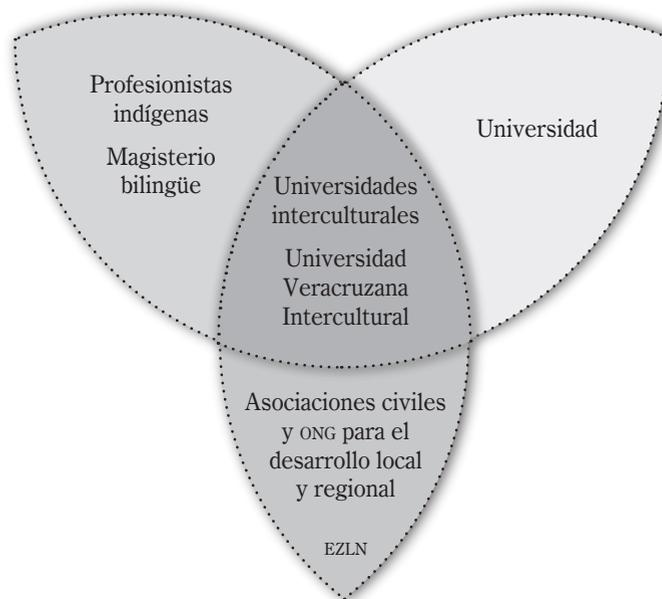 Profesionistas
indígenas
Magisterio
bilingüe
Universidad
Universidades
interculturales
Universidad
Veracruzana
Intercultural
Asociaciones civiles
y ONG para el
desarrollo local
y regional
EZLN